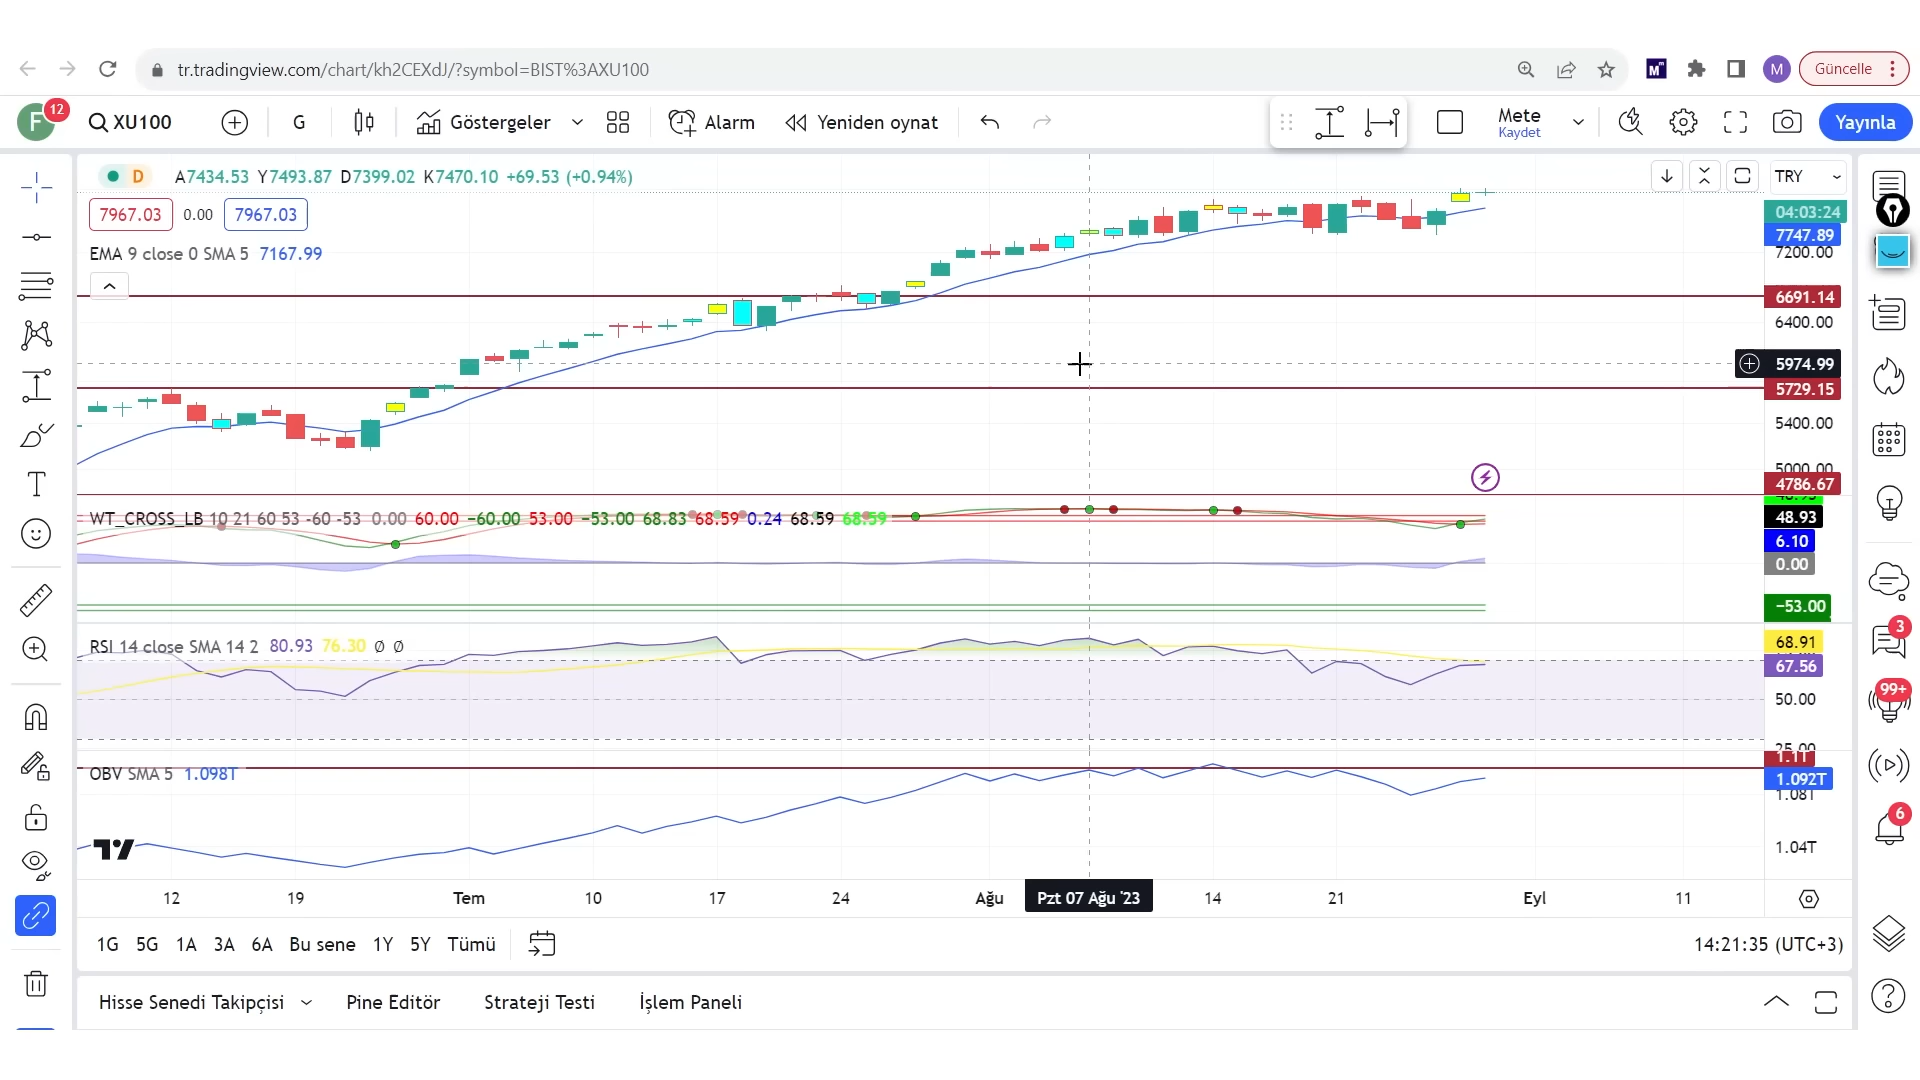 tr.tradingview.com/chart/kh2CEXdJ/?symbol=BIST%3AXU100
M
M
Güncelle
F
12
XU100
G
Göstergeler
Alarm
Yeniden oynat
Mete
Kaydet
Yayınla
D
A7434.53 Y7493.87 D7399.02 K7470.10 +69.53 (+0.94%)
TRY
7967.03
0.00
7967.03
04:03:24
7747.89
EMA 9 close 0 SMA 5 7167.99
7200.00
6691.14
6400.00
5974.99
5729.15
5400.00
5000.00
4786.67
WT_CROSS_LB 10 21 60 53 -60 -53 0.00 60.00 −60.00 53.00 −53.00 68.83 68.59 0.24 68.59 68.59
48.93
48.93
6.10
0.00
−53.00
RSI 14 close SMA 14 2 80.93 76.30 Ø Ø
68.91
67.56
50.00
25.00
OBV SMA 5 1.098T
1.1T
1.092T
1.08T
1.04T
3
99+
6
12
19
Tem
10
17
24
Ağu
Pzt 07 Ağu '23
14
21
Eyl
11
1G 5G 1A 3A 6A Bu sene 1Y 5Y Tümü
14:21:35 (UTC+3)
Hisse Senedi Takipçisi
Pine Editör
Strateji Testi
İşlem Paneli